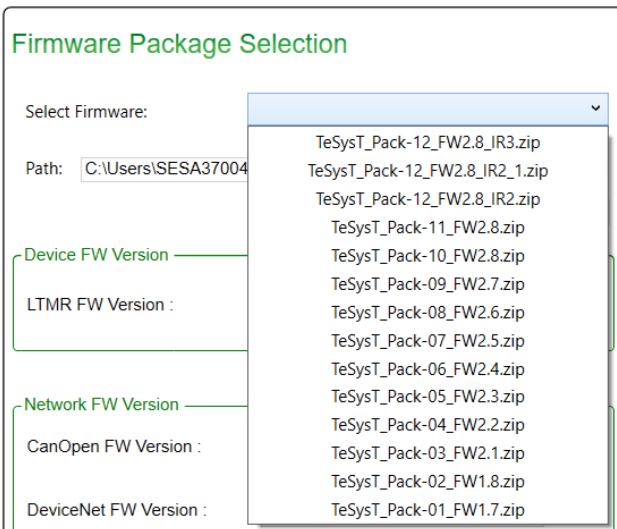 Firmware Package Selection
Select Firmware:
Path: C:\Users\SESA37004
TeSysT_Pack-12_FW2.8_IR3.zip
TeSysT_Pack-12_FW2.8_IR2_1.zip
TeSysT_Pack-12_FW2.8_IR2.zip
TeSysT_Pack-11_FW2.8.zip
TeSysT_Pack-10_FW2.8.zip
TeSysT_Pack-09_FW2.7.zip
TeSysT_Pack-08_FW2.6.zip
TeSysT_Pack-07_FW2.5.zip
TeSysT_Pack-06_FW2.4.zip
TeSysT_Pack-05_FW2.3.zip
TeSysT_Pack-04_FW2.2.zip
TeSysT_Pack-03_FW2.1.zip
TeSysT_Pack-02_FW1.8.zip
TeSysT_Pack-01_FW1.7.zip
Device FW Version
LTMR FW Version :
Network FW Version
CanOpen FW Version :
DeviceNet FW Version :